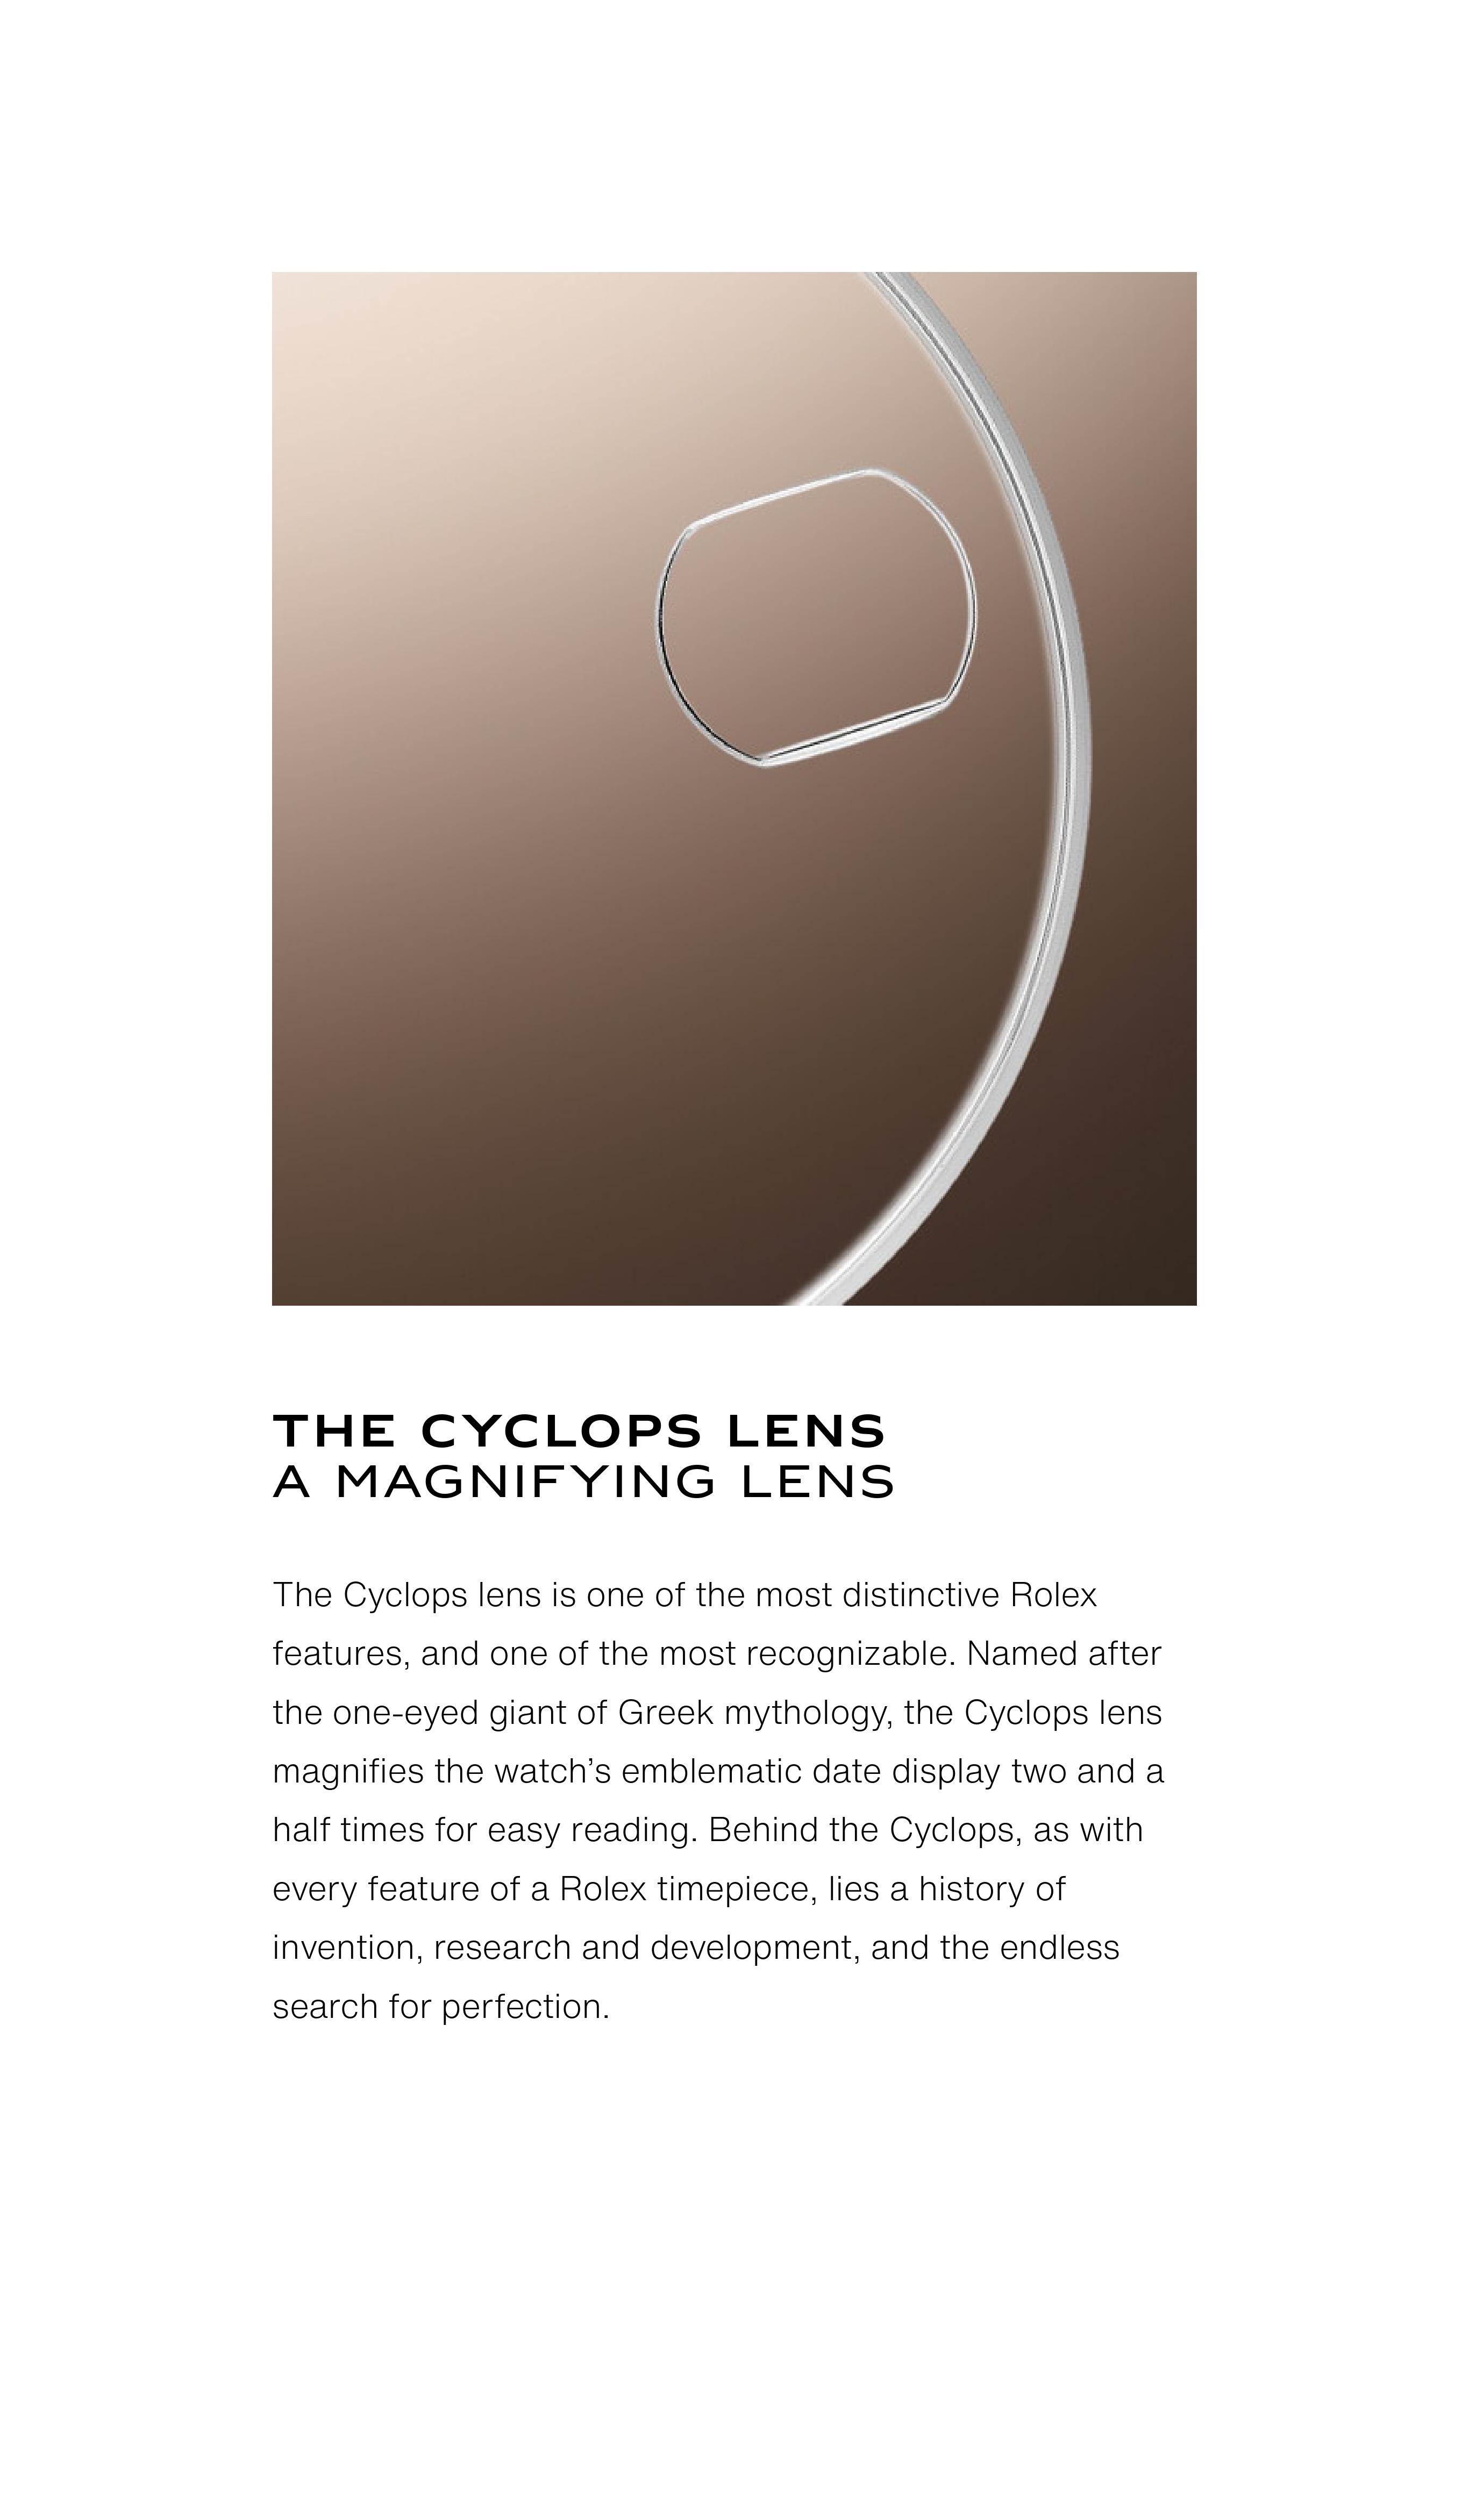 THE CYCLOPS LENS
A MAGNIFYING LENS
The Cyclops lens is one of the most distinctive Rolex
features, and one of the most recognizable. Named after
the one-eyed giant of Greek mythology, the Cyclops lens
magnifies the watch’s emblematic date display two and a
half times for easy reading. Behind the Cyclops, as with
every feature of a Rolex timepiece, lies a history of
invention, research and development, and the endless
search for perfection.